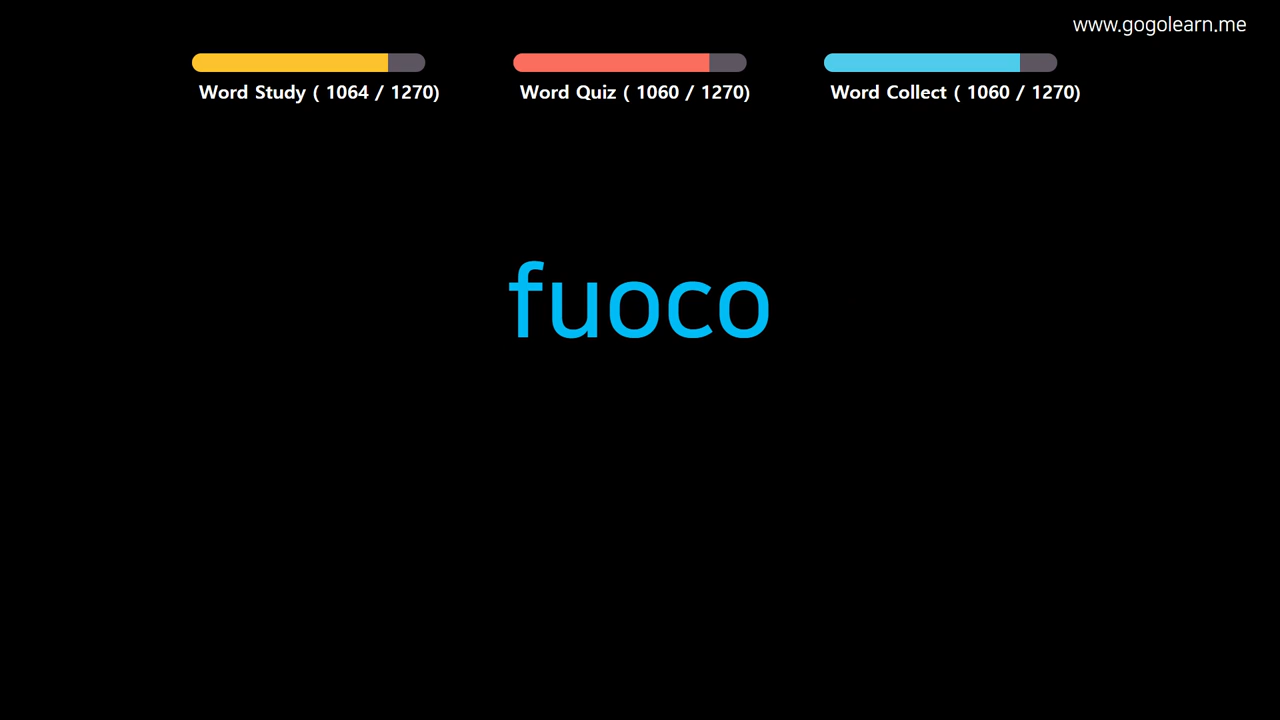 www.gogolearn.me
Word Study ( 1064 / 1270)
Word Quiz ( 1060 / 1270)
Word Collect ( 1060 / 1270)
fuoco